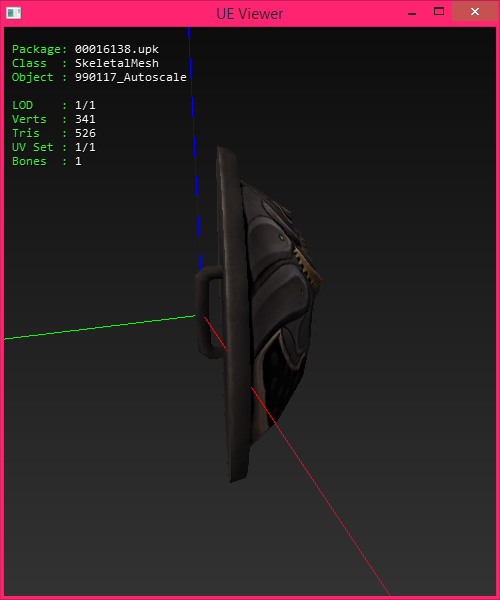 UE Viewer
Package: 00016138.upk
Class : SkeletalMesh
Object : 990117_Autoscale
LOD : 1/1
Verts : 341
Tris : 526
UV Set : 1/1
Bones : 1